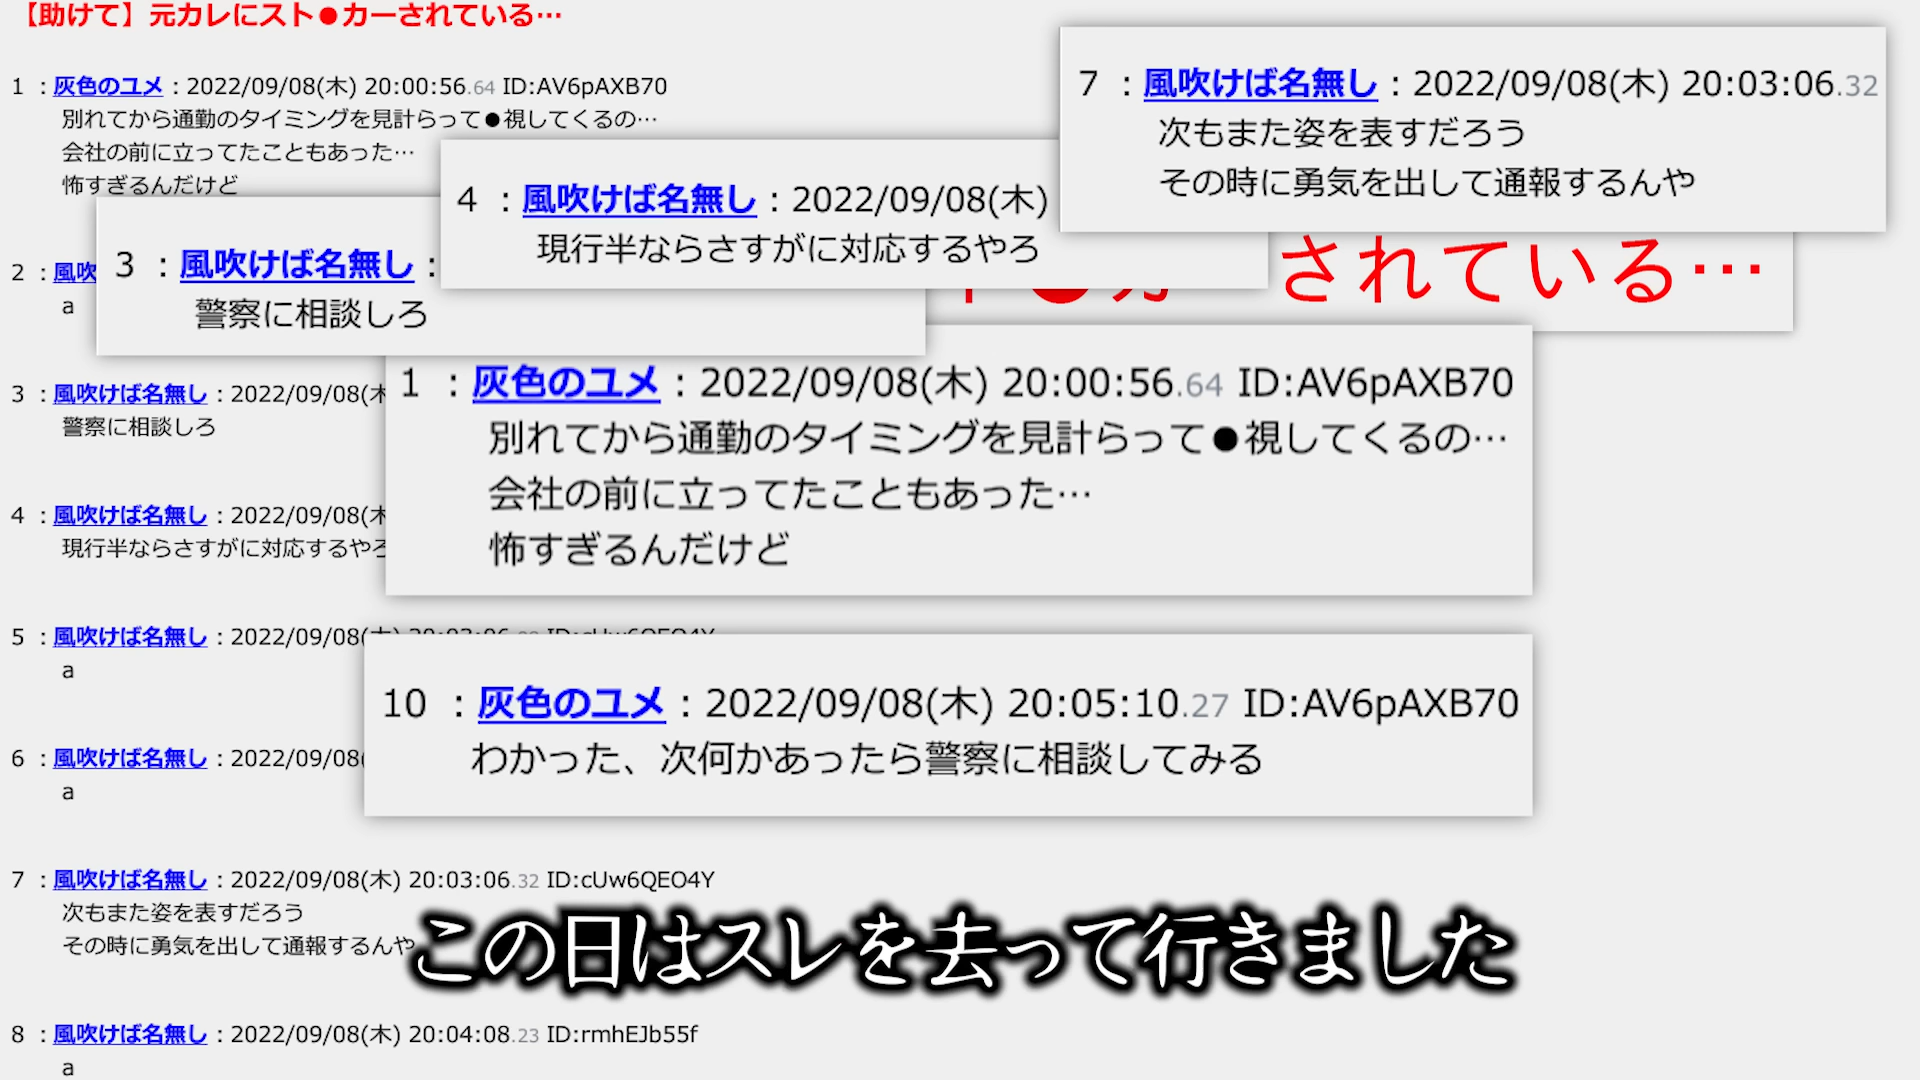 【助けて】元カレにスト●カーされている…
1 ：灰色のユメ：2022/09/08(木) 20:00:56.64 ID:AV6pAXB70
別れてから通勤のタイミングを見計らって●視してくるの…
会社の前に立ってたこともあった…
怖すぎるんだけど
2 ：風吹
a
3 ：風吹けば名無し：2022/09/08(木
警察に相談しろ
4 ：風吹けば名無し：2022/09/08(木
現行半ならさすがに対応するやろ
5 ：風吹けば名無し：2022/09/08(木) 20:03:06
a
6 ：風吹けば名無し：2022/09/08(
a
7 ：風吹けば名無し：2022/09/08(木) 20:03:06.32 ID:cUw6QEO4Y
次もまた姿を表すだろう
その時に勇気を出して通報するんや
8 ：風吹けば名無し：2022/09/08(木) 20:04:08.23 ID:rmhEJb55f
a
7 ：風吹けば名無し：2022/09/08(木) 20:03:06.32
次もまた姿を表すだろう
その時に勇気を出して通報するんや
4 ：風吹けば名無し：2022/09/08(木)
現行半ならさすがに対応するやろ
3 ：風吹けば名無し：
警察に相談しろ
ト●カーされている…
1 ：灰色のユメ：2022/09/08(木) 20:00:56.64 ID:AV6pAXB70
別れてから通勤のタイミングを見計らって●視してくるの…
会社の前に立ってたこともあった…
怖すぎるんだけど
10 ：灰色のユメ：2022/09/08(木) 20:05:10.27 ID:AV6pAXB70
わかった、次何かあったら警察に相談してみる
この日はスレを去って行きました